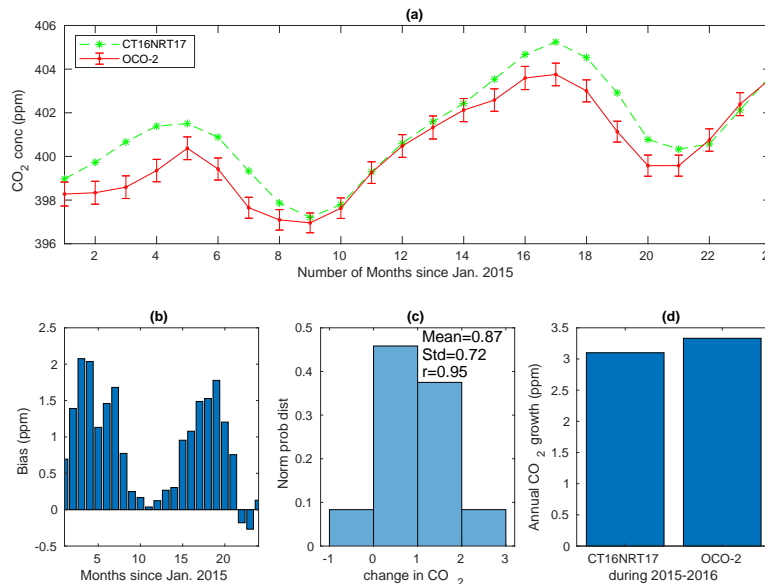 (a)
406
404
402
400
398
396
CO2 conc (ppm)
CT16NRT17
OCO-2
2 4 6 8 10 12 14 16 18 20 22 2
Number of Months since Jan. 2015
(b)
2.5
2
1.5
1
0.5
0
-0.5
Bias (ppm)
5 10 15 20
Months since Jan. 2015
(c)
0.5
0.4
0.3
0.2
0.1
0
Norm prob dist
Mean=0.87
Std=0.72
r=0.95
-1 0 1 2 3
change in CO2
(d)
3.5
3
2.5
2
1.5
1
0.5
0
Annual CO2 growth (ppm)
CT16NRT17 OCO-2
during 2015-2016